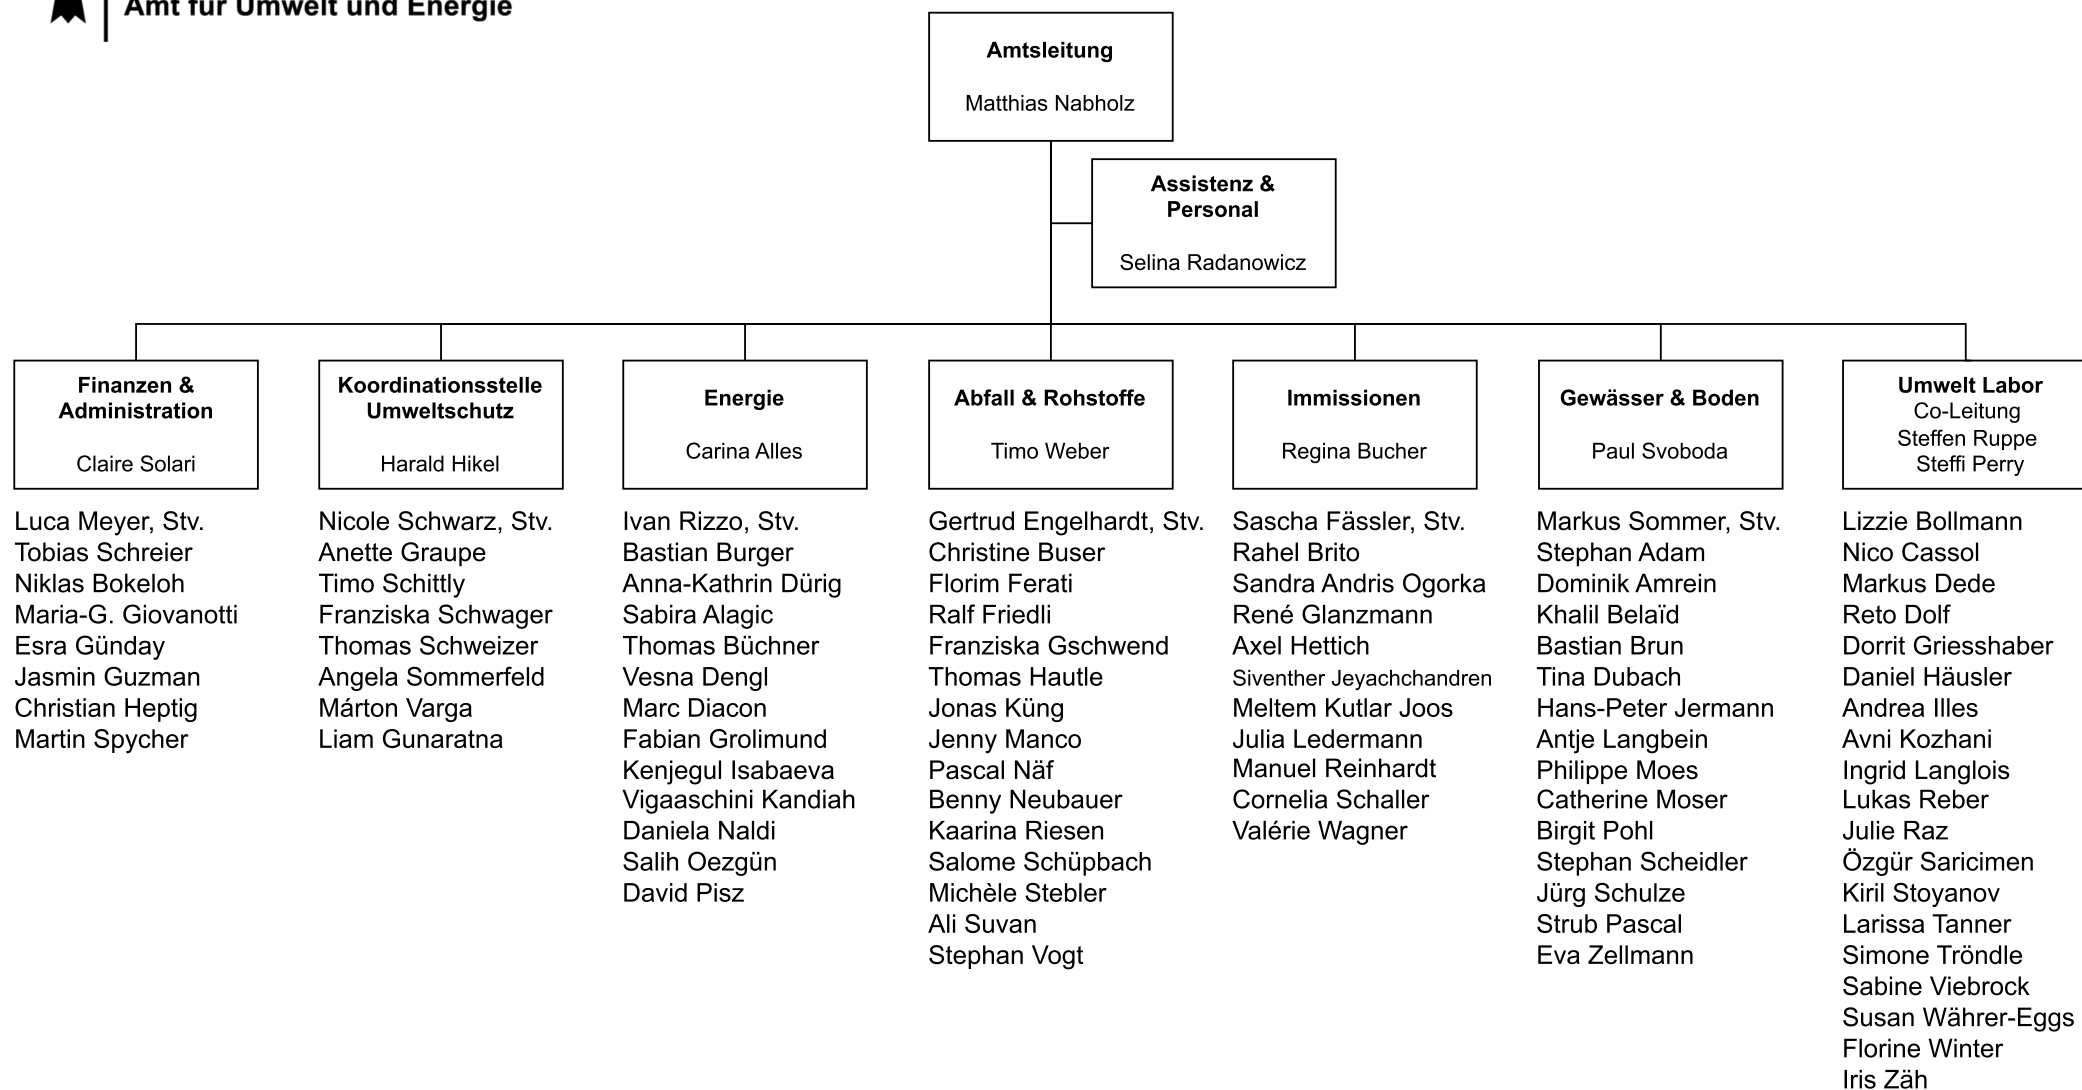 Amt für Umwelt und Energie
Amtsleitung
Matthias Nabholz
Assistenz &
Personal
Selina Radanowicz
Finanzen &
Administration
Claire Solari
Luca Meyer, Stv.
Tobias Schreier
Niklas Bokeloh
Maria-G. Giovanotti
Esra Günday
Jasmin Guzman
Christian Heptig
Martin Spycher
Koordinationsstelle
Umweltschutz
Harald Hikel
Nicole Schwarz, Stv.
Anette Graupe
Timo Schittly
Franziska Schwager
Thomas Schweizer
Angela Sommerfeld
Márton Varga
Liam Gunaratna
Energie
Carina Alles
Ivan Rizzo, Stv.
Bastian Burger
Anna-Kathrin Dürig
Sabira Alagic
Thomas Büchner
Vesna Dengl
Marc Diacon
Fabian Grolimund
Kenjegul Isabaeva
Vigaaschini Kandiah
Daniela Naldi
Salih Oezgün
David Pisz
Abfall & Rohstoffe
Timo Weber
Gertrud Engelhardt, Stv.
Christine Buser
Florim Ferati
Ralf Friedli
Franziska Gschwend
Thomas Hautle
Jonas Küng
Jenny Manco
Pascal Näf
Benny Neubauer
Kaarina Riesen
Salome Schüpbach
Michèle Stebler
Ali Suvan
Stephan Vogt
Immissionen
Regina Bucher
Sascha Fässler, Stv.
Rahel Brito
Sandra Andris Ogorka
René Glanzmann
Axel Hettich
Siventher Jeyachchandren
Meltem Kutlar Joos
Julia Ledermann
Manuel Reinhardt
Cornelia Schaller
Valérie Wagner
Gewässer & Boden
Paul Svoboda
Markus Sommer, Stv.
Stephan Adam
Dominik Amrein
Khalil Belaïd
Bastian Brun
Tina Dubach
Hans-Peter Jermann
Antje Langbein
Philippe Moes
Catherine Moser
Birgit Pohl
Stephan Scheidler
Jürg Schulze
Strub Pascal
Eva Zellmann
Umwelt Labor
Co-Leitung
Steffen Ruppe
Steffi Perry
Lizzie Bollmann
Nico Cassol
Markus Dede
Reto Dolf
Dorrit Griesshaber
Daniel Häusler
Andrea Illes
Avni Kozhani
Ingrid Langlois
Lukas Reber
Julie Raz
Özgür Saricimen
Kiril Stoyanov
Larissa Tanner
Simone Tröndle
Sabine Viebrock
Susan Währer-Eggs
Florine Winter
Iris Zäh